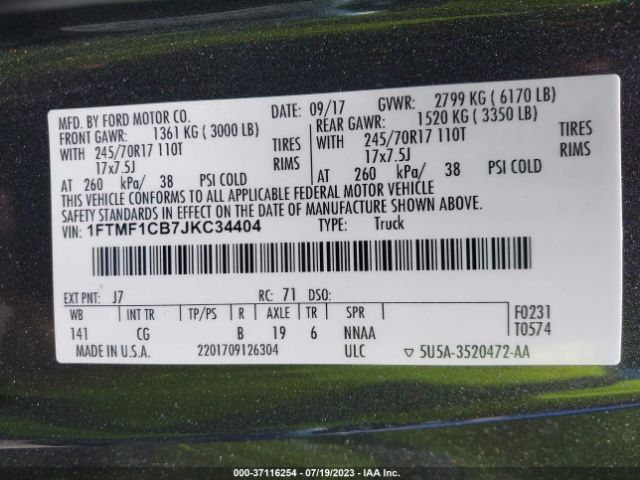 MFD. BY FORD MOTOR CO. DATE: 09/17 GVWR: 2799 KG ( 6170 LB)
FRONT GAWR: 1361 KG ( 3000 LB) REAR GAWR: 1520 KG ( 3350 LB)
WITH 245/70R17 110T TIRES WITH 245/70R17 110T TIRES
17x7.5J RIMS 17x7.5J RIMS
AT 260 kPa/ 38 PSI COLD AT 260 kPa/ 38 PSI COLD
THIS VEHICLE CONFORMS TO ALL APPLICABLE FEDERAL MOTOR VEHICLE
SAFETY STANDARDS IN EFFECT ON THE DATE OF MANUFACTURE SHOWN ABOVE.
VIN: 1FTMF1CB7JKC34404 TYPE: Truck
EXT PNT: J7 RC: 71 DSO:
WB INT TR TP/PS R AXLE TR SPR F0231
141 CG B 19 6 NNAA T0574
MADE IN U.S.A. 2201709126304 ULC ▽ 5U5A-3520472-AA
000-37116254 - 07/19/2023 - IAA Inc.